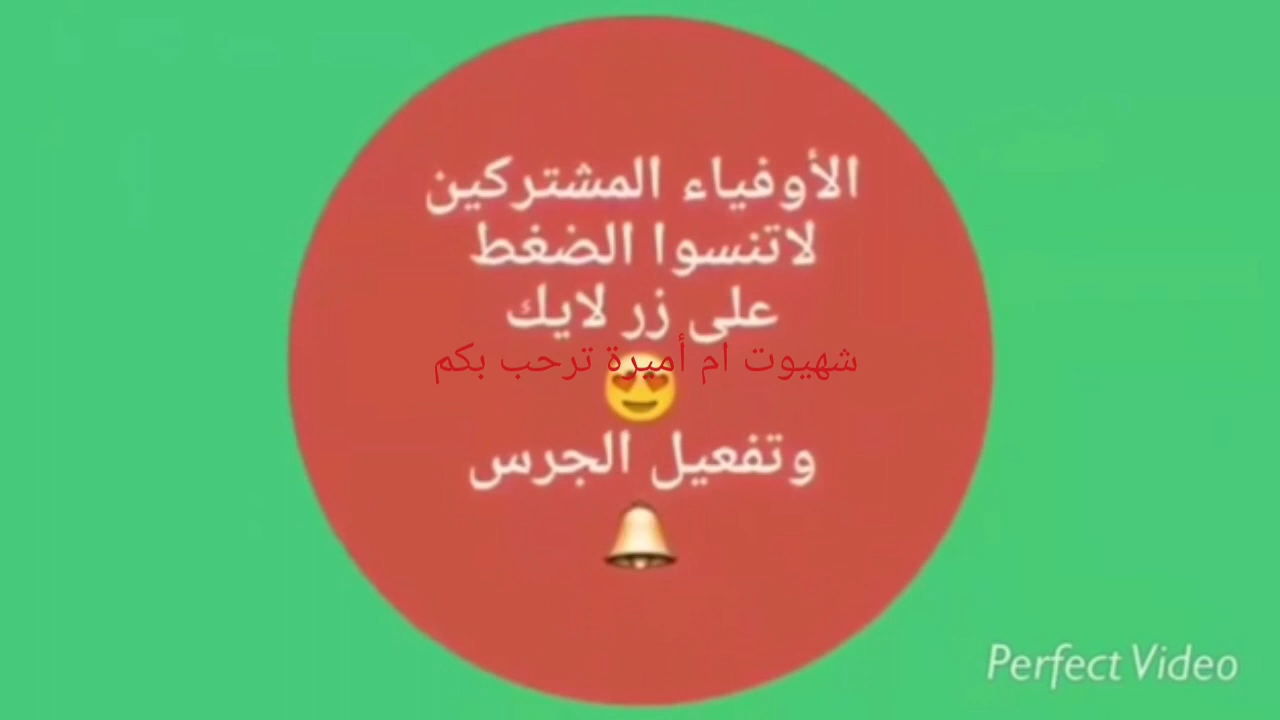 الأوفياء المشتركين
لاتنسوا الضغط
على زر لايك
شهيوت ام أميرة ترحب بكم
😍
وتفعيل الجرس
🔔
Perfect Video